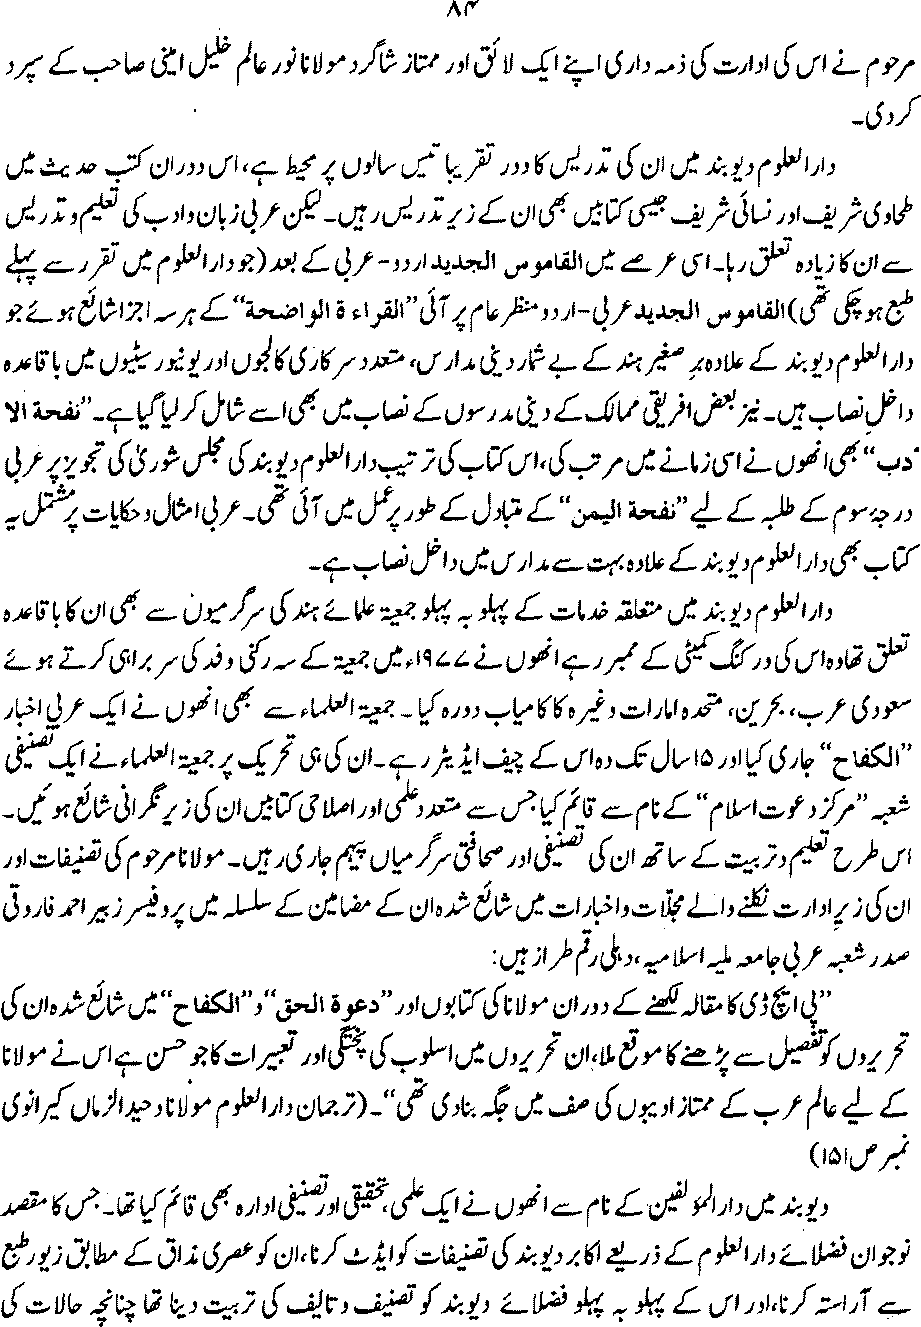 ۸۴
مرحوم نے اس کی ادارت کی ذمہ داری اپنے ایک لائق اور ممتاز شاگرد مولانا نور عالم خلیل امینی صاحب کے سپرد
کردی۔
دارالعلوم دیوبند میں ان کی تدریس کا دور تقریباً تیس سالوں پر محیط ہے، اس دوران کتب حدیث میں
طحاوی شریف اور نسائی شریف جیسی کتابیں بھی ان کے زیر تدریس رہیں۔ لیکن عربی زبان و ادب کی تعلیم و تدریس
سے ان کا زیادہ تعلق رہا۔ اسی عرصے میں القاموس الجدید اردو-عربی کے بعد (جو دارالعلوم میں تقرر سے پہلے
طبع ہوچکی تھی) القاموس الجدید عربی-اردو منظر عام پر آئی ”القراءة الواضحة“ کے ہر سہ اجزا شائع ہوئے جو
دارالعلوم دیوبند کے علاوہ بر صغیر ہند کے بے شمار دینی مدارس، متعدد سرکاری کالجوں اور یونیورسیٹیوں میں باقاعدہ
داخل نصاب ہیں۔ نیز بعض افریقی ممالک کے دینی مدرسوں کے نصاب میں بھی اسے شامل کرلیا گیا ہے۔ ”نفحة الا
دب“ بھی انھوں نے اسی زمانے میں مرتب کی، اس کتاب کی ترتیب دارالعلوم دیوبند کی مجلس شوریٰ کی تجویز پر عربی
درجۂ سوم کے طلبہ کے لیے ”نفحة الیمن“ کے متبادل کے طور پر عمل میں آئی تھی۔ عربی امثال و حکایات پر مشتمل یہ
کتاب بھی دارالعلوم دیوبند کے علاوہ بہت سے مدارس میں داخل نصاب ہے۔
دارالعلوم دیوبند میں متعلقہ خدمات کے پہلو بہ پہلو جمعیۃ علمائے ہند کی سرگرمیوں سے بھی ان کا باقاعدہ
تعلق تھا وہ اس کی ورکنگ کمیٹی کے ممبر رہے انھوں نے ۱۹۷۷ء میں جمعیۃ کے سہ رکنی وفد کی سربراہی کرتے ہوئے
سعودی عرب، بحرین، متحدہ امارات وغیرہ کا کامیاب دورہ کیا۔ جمعیۃ العلماء سے بھی انھوں نے ایک عربی اخبار
”الکفاح“ جاری کیا اور ۱۵ سال تک وہ اس کے چیف ایڈیٹر رہے۔ ان کی ہی تحریک پر جمعیۃ العلماء نے ایک تصنیفی
شعبہ ”مرکز دعوت اسلام“ کے نام سے قائم کیا جس سے متعدد علمی اور اصلاحی کتابیں ان کی زیر نگرانی شائع ہوئیں۔
اس طرح تعلیم و تربیت کے ساتھ ان کی تصنیفی اور صحافتی سرگرمیاں پیہم جاری رہیں۔ مولانا مرحوم کی تصنیفات اور
ان کی زیر ادارت نکلنے والے مجلّات و اخبارات میں شائع شدہ ان کے مضامین کے سلسلہ میں پروفیسر زبیر احمد فاروقی
صدر شعبہ عربی جامعہ ملیہ اسلامیہ، دہلی رقم طراز ہیں:
”پی ایچ ڈی کا مقالہ لکھنے کے دوران مولانا کی کتابوں اور ”دعوة الحق“ و ”الکفاح“ میں شائع شدہ ان کی
تحریروں کو تفصیل سے پڑھنے کا موقع ملا، ان تحریروں میں اسلوب کی پختگی اور تعبیرات کا جو حسن ہے اس نے مولانا
کے لیے عالم عرب کے ممتاز ادیبوں کی صف میں جگہ بنادی تھی“۔ (ترجمان دارالعلوم مولانا وحید الزماں کیرانوی
نمبر ص ۱۵۱)
دیوبند میں دارالمؤلفین کے نام سے انھوں نے ایک علمی، تحقیقی اور تصنیفی ادارہ بھی قائم کیا تھا۔ جس کا مقصد
نوجوان فضلائے دارالعلوم کے ذریعے اکابر دیوبند کی تصنیفات کو ایڈٹ کرنا، ان کو عصری مذاق کے مطابق زیور طبع
سے آراستہ کرنا، اور اس کے پہلو بہ پہلو فضلائے دیوبند کو تصنیف و تالیف کی تربیت دینا تھا چنانچہ حالات کی